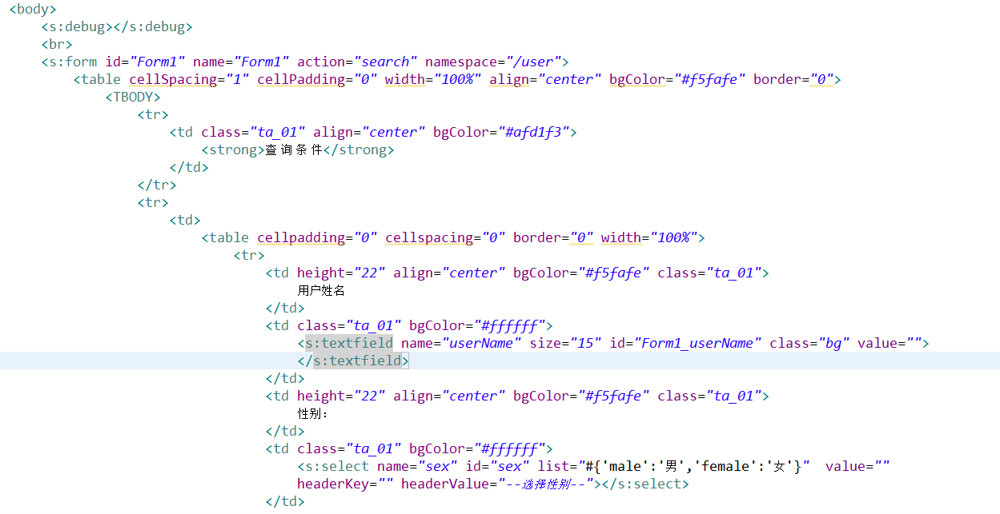 <body>
<s:debug></s:debug>
<br>
<s:form id="Form1" name="Form1" action="search" namespace="/user">
<table cellSpacing="1" cellPadding="0" width="100%" align="center" bgColor="#f5fafe" border="0">
<TBODY>
<tr>
<td class="ta_01" align="center" bgColor="#afd1f3">
<strong>查 询 条 件</strong>
</td>
</tr>
<tr>
<td>
<table cellpadding="0" cellspacing="0" border="0" width="100%">
<tr>
<td height="22" align="center" bgColor="#f5fafe" class="ta_01">
用户姓名
</td>
<td class="ta_01" bgColor="#ffffff">
<s:textfield name="userName" size="15" id="Form1_userName" class="bg" value="">
</s:textfield>
</td>
<td height="22" align="center" bgColor="#f5fafe" class="ta_01">
性别：
</td>
<td class="ta_01" bgColor="#ffffff">
<s:select name="sex" id="sex" list="#{'male':'男','female':'女'}" value=""
headerKey="" headerValue="--选择性别--"></s:select>
</td>